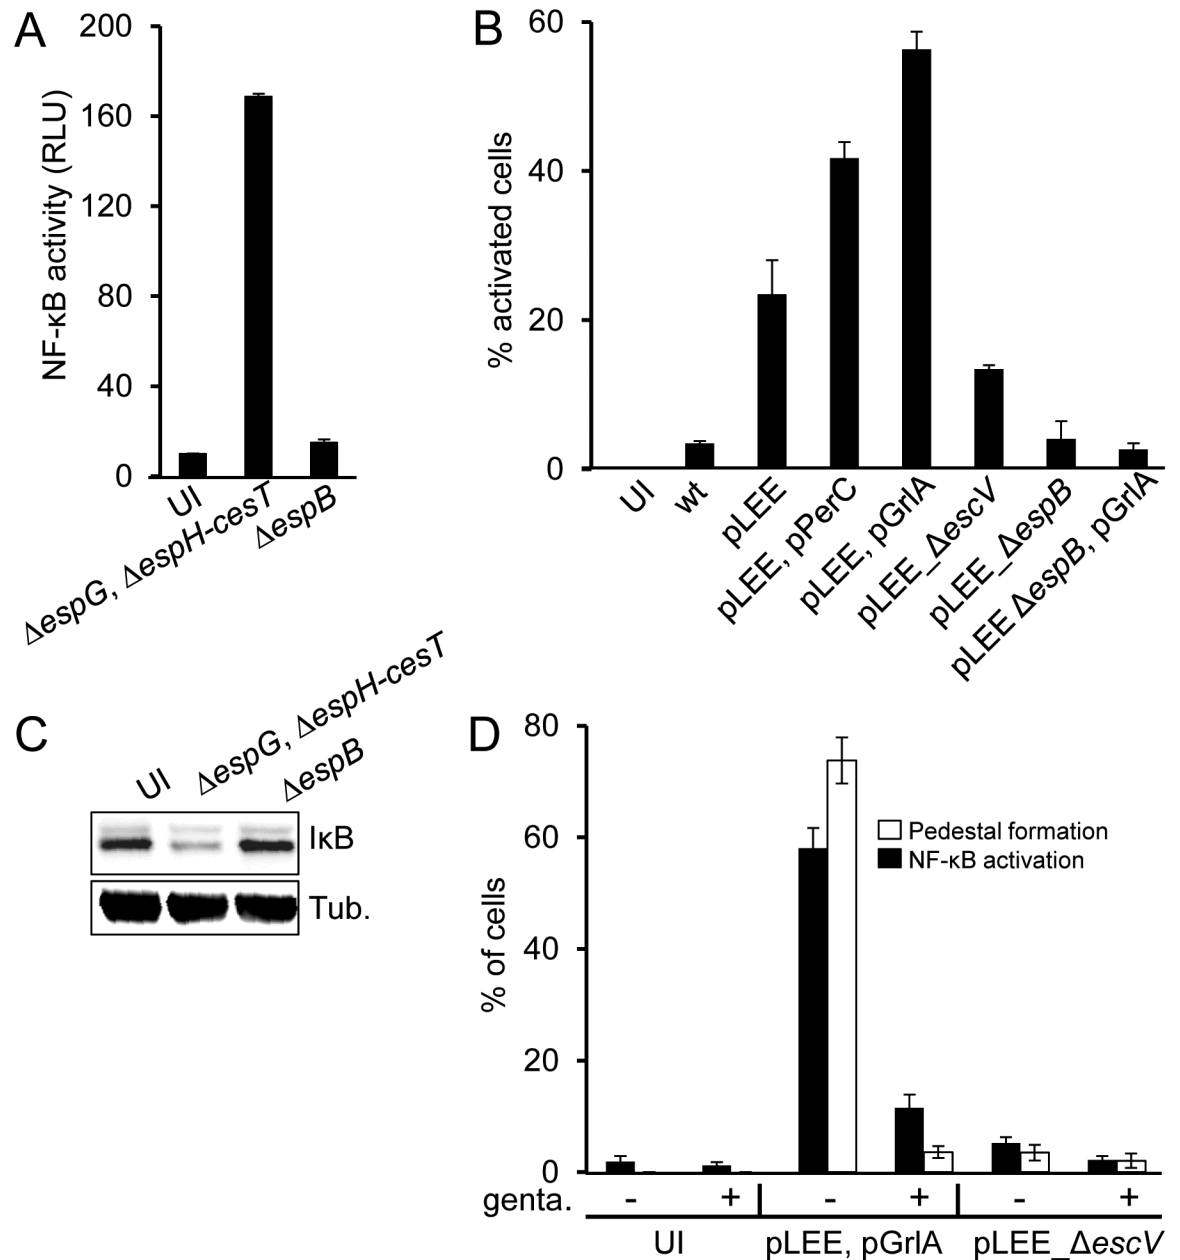 A
NF-κB activity (RLU)
200
160
120
80
40
0
UI
ΔespG, ΔespH-cesT
ΔespB
B
% activated cells
60
40
20
0
UI
wt
pLEE
pLEE, pPerC
pLEE, pGrlA
pLEE_ΔescV
pLEE_ΔespB
pLEE ΔespB, pGrlA
C
UI
ΔespG, ΔespH-cesT
ΔespB
IκB
Tub.
D
% of cells
80
60
40
20
0
Pedestal formation
NF-κB activation
genta. - + - + - +
UI pLEE, pGrlA pLEE_ΔescV